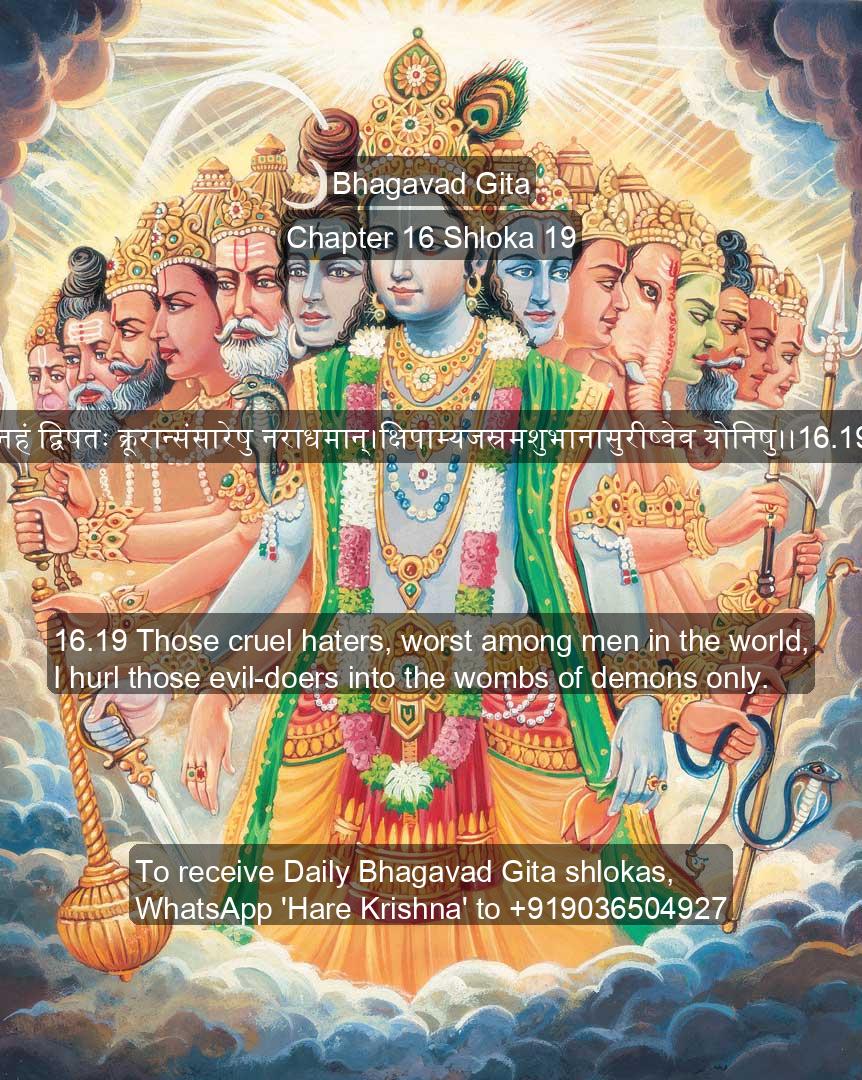 Bhagavad Gita
Chapter 16 Shloka 19
द्विषतः क्रूरान्संसारेषु नराधमान्।क्षिपाम्यजस्रमशुभानासुरीष्वेव योनिषु।।16.19
16.19 Those cruel haters, worst among men in the world,
I hurl those evil-doers into the wombs of demons only.
To receive Daily Bhagavad Gita shlokas,
WhatsApp 'Hare Krishna' to +919036504927